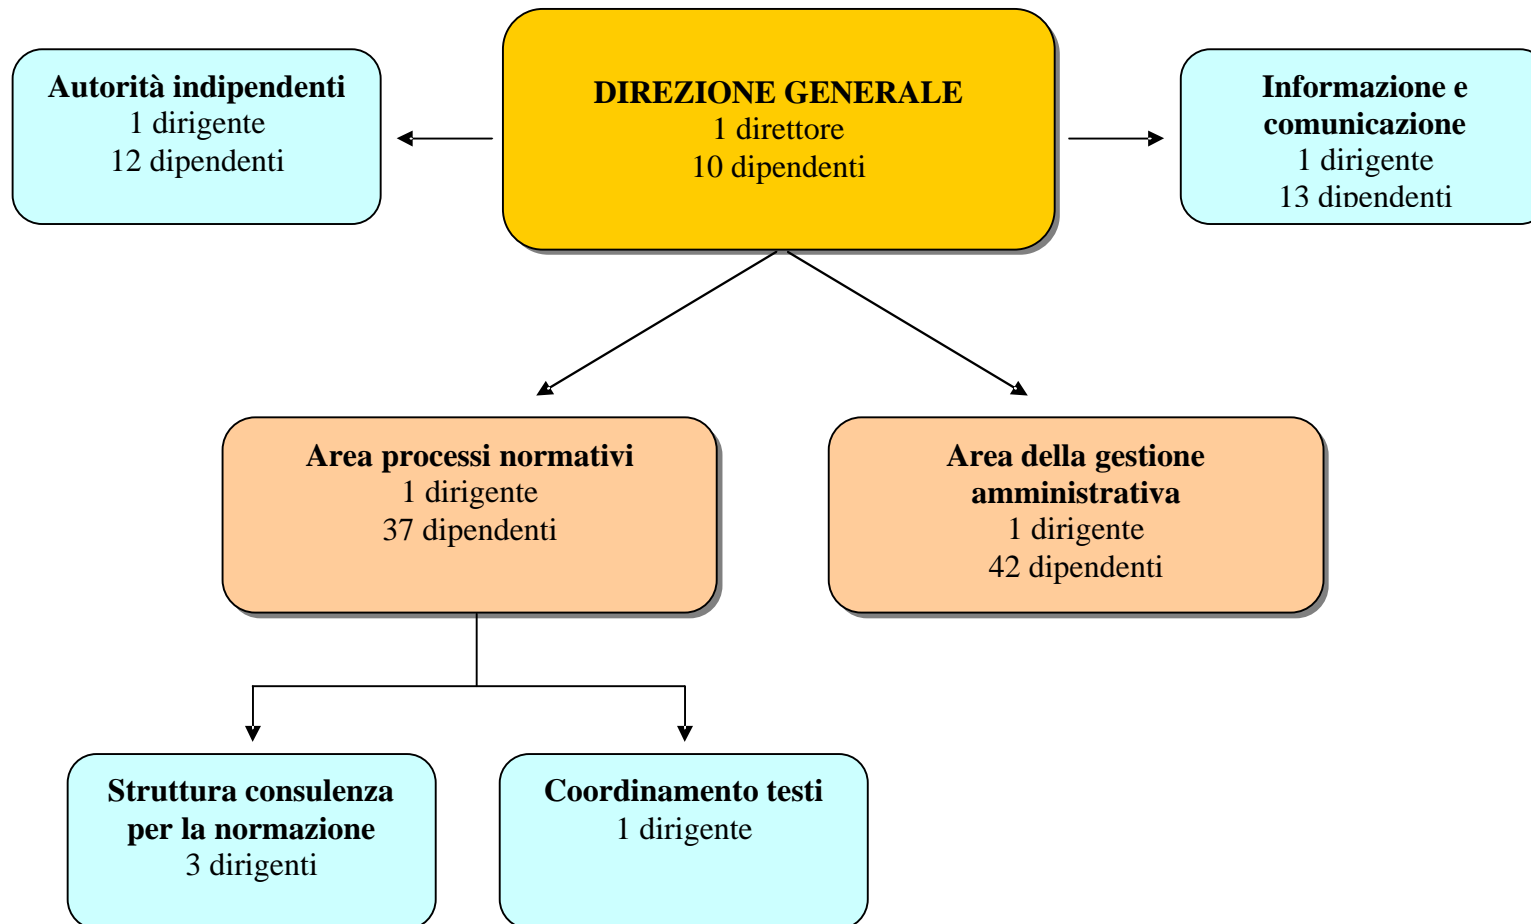 Autorità indipendenti
1 dirigente
12 dipendenti
DIREZIONE GENERALE
1 direttore
10 dipendenti
Informazione e
comunicazione
1 dirigente
13 dipendenti
Area processi normativi
1 dirigente
37 dipendenti
Area della gestione
amministrativa
1 dirigente
42 dipendenti
Struttura consulenza
per la normazione
3 dirigenti
Coordinamento testi
1 dirigente